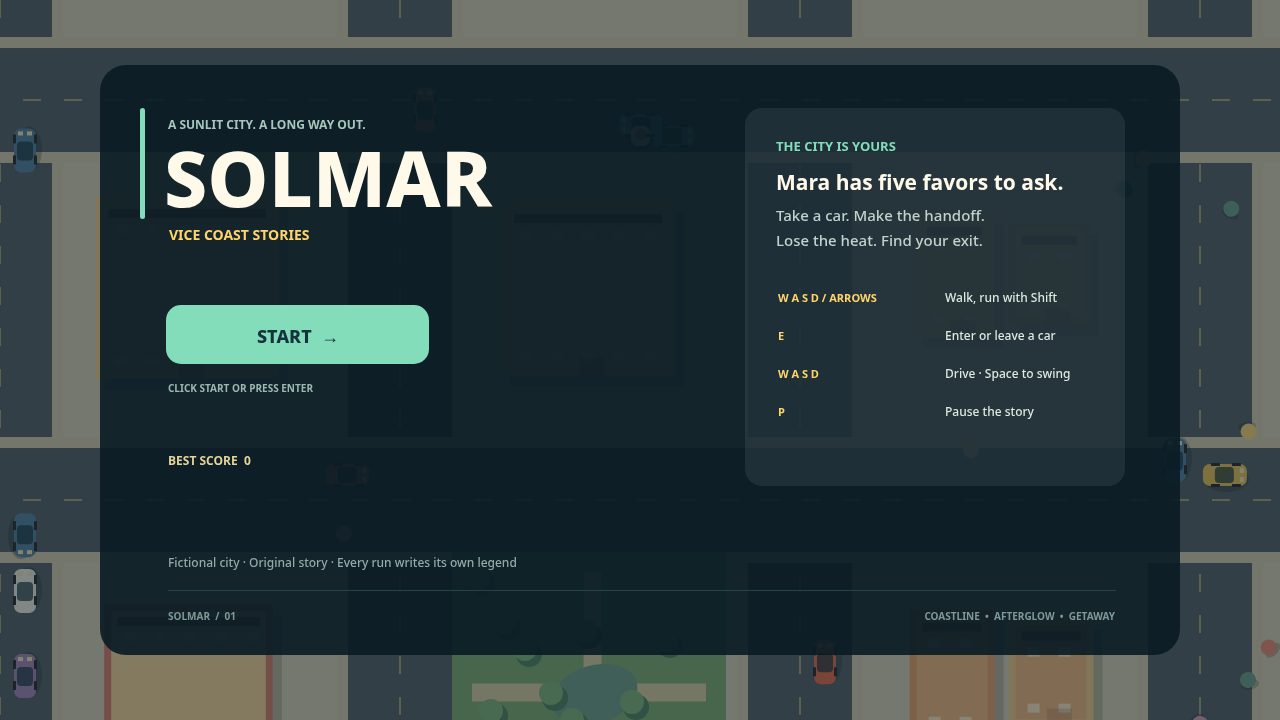 A SUNLIT CITY. A LONG WAY OUT.
SOLMAR
VICE COAST STORIES
START →
CLICK START OR PRESS ENTER
BEST SCORE 0
THE CITY IS YOURS
Mara has five favors to ask.
Take a car. Make the handoff.
Lose the heat. Find your exit.
W A S D / ARROWS Walk, run with Shift
E Enter or leave a car
W A S D Drive · Space to swing
P Pause the story
Fictional city · Original story · Every run writes its own legend
SOLMAR / 01
COASTLINE • AFTERGLOW • GETAWAY